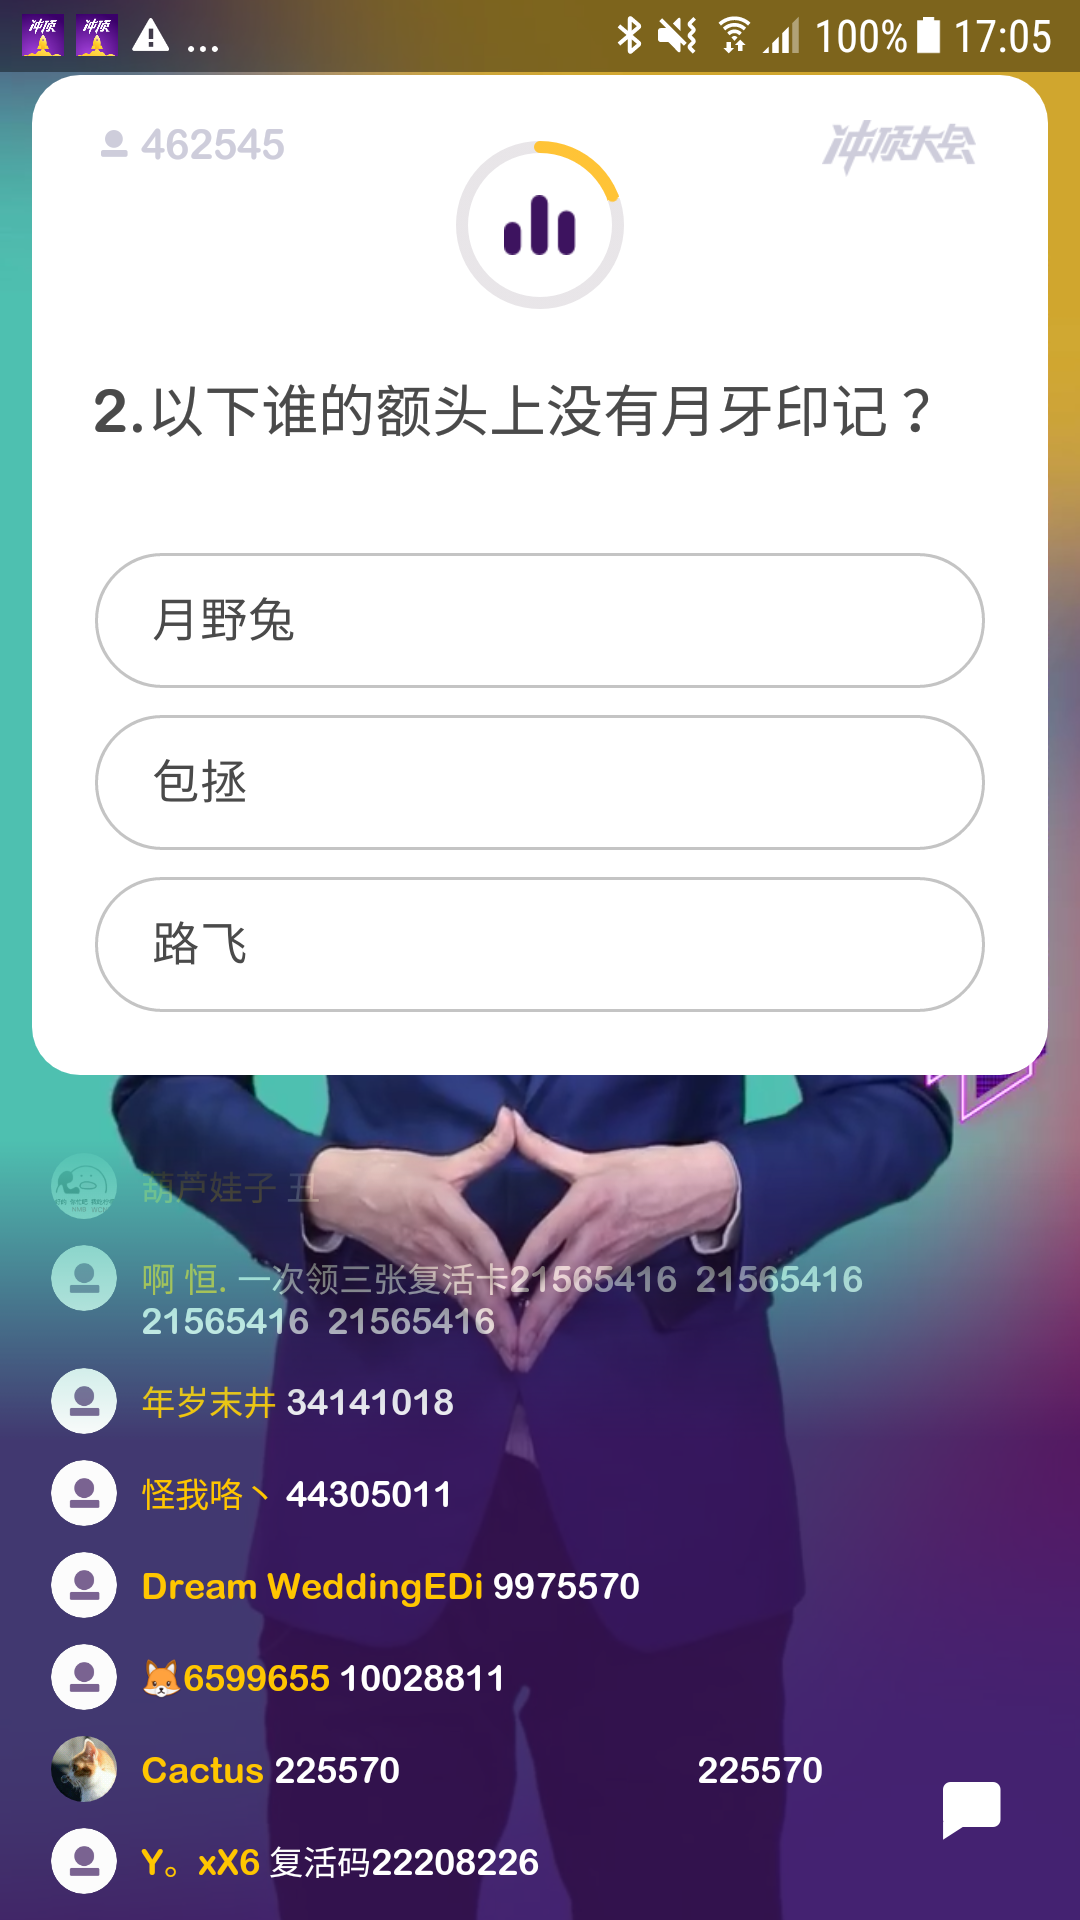 冲顶 冲顶 ... 100% 17:05
462545
冲顶大会
2.以下谁的额头上没有月牙印记？
月野兔
包拯
路飞
葫芦娃子 丑
啊 恒. 一次领三张复活卡21565416 21565416
21565416 21565416
年岁末井 34141018
怪我咯丶 44305011
Dream WeddingEDi 9975570
🦊6599655 10028811
Cactus 225570 225570
Y。xX6 复活码22208226